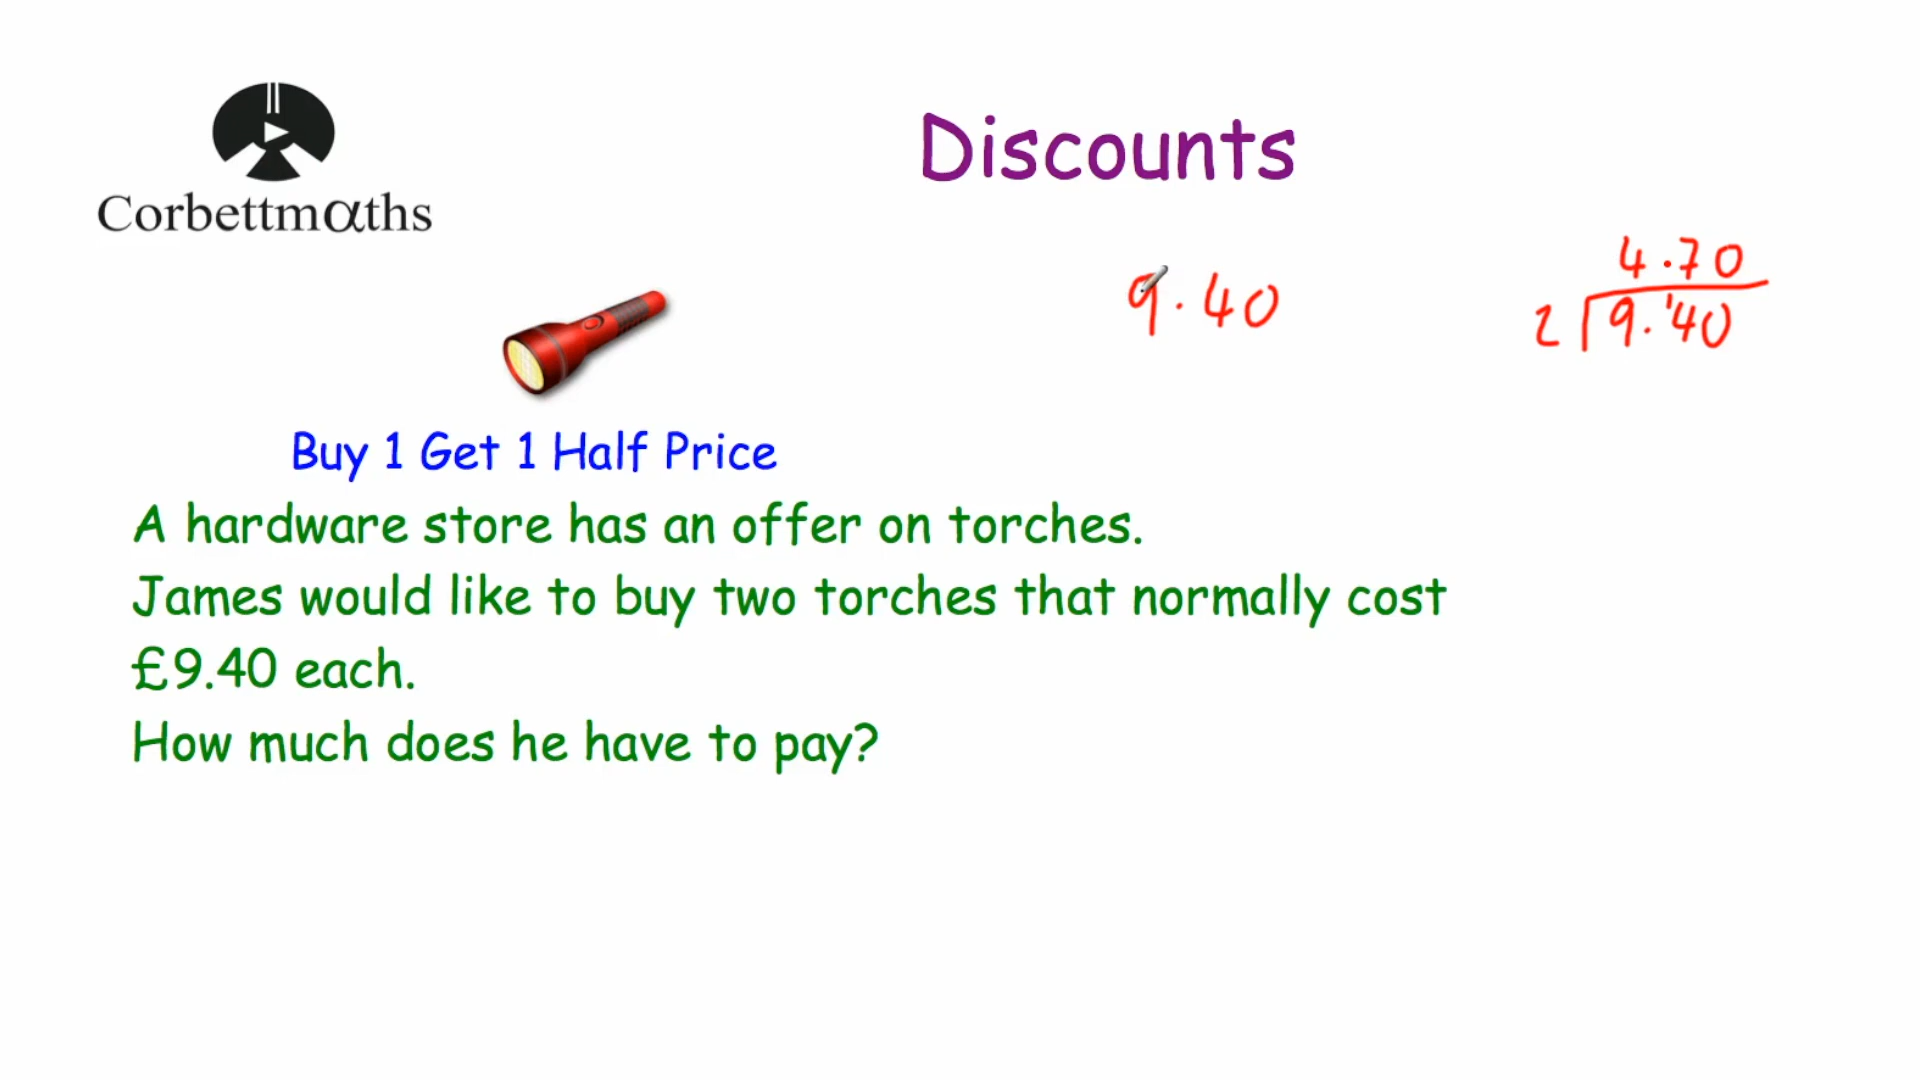 Corbettmαths
Discounts
9.40
4.70
2 9.¹40
Buy 1 Get 1 Half Price
A hardware store has an offer on torches.
James would like to buy two torches that normally cost
£9.40 each.
How much does he have to pay?